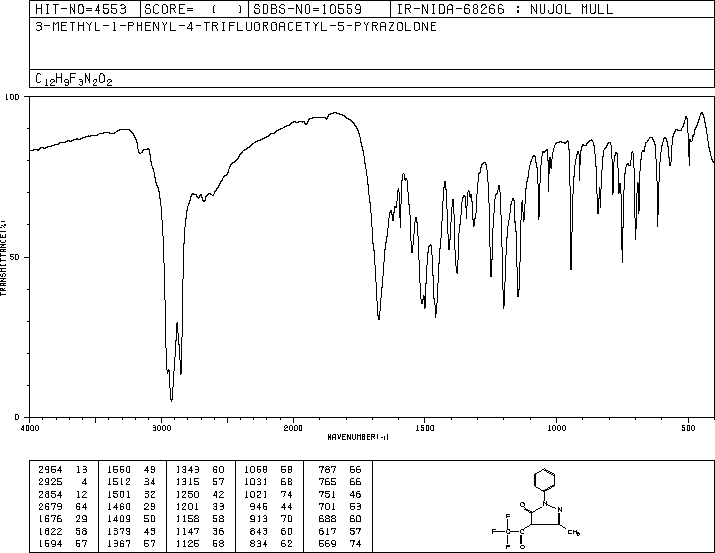 HIT-NO=4553 SCORE= ( ) SDBS-NO=10559 IR-NIDA-68266 : NUJOL MULL
3-METHYL-1-PHENYL-4-TRIFLUOROACETYL-5-PYRAZOLONE
C12H9F3N2O2
100
50
0
TRANSMITTANCE(%)
4000 3000 2000 1500 1000 500
WAVENUMBER(-1)
2964 13 1560 49 1343 60 1068 58 787 66
2925 4 1512 34 1315 57 1031 68 765 66
2854 12 1501 32 1250 42 1021 74 751 46
2679 64 1460 29 1201 33 946 44 701 53
1676 29 1409 50 1158 58 913 70 688 60
1622 58 1379 49 1147 36 843 60 617 57
1594 57 1367 57 1126 58 834 62 569 74
O N N CH3
F F C F C O